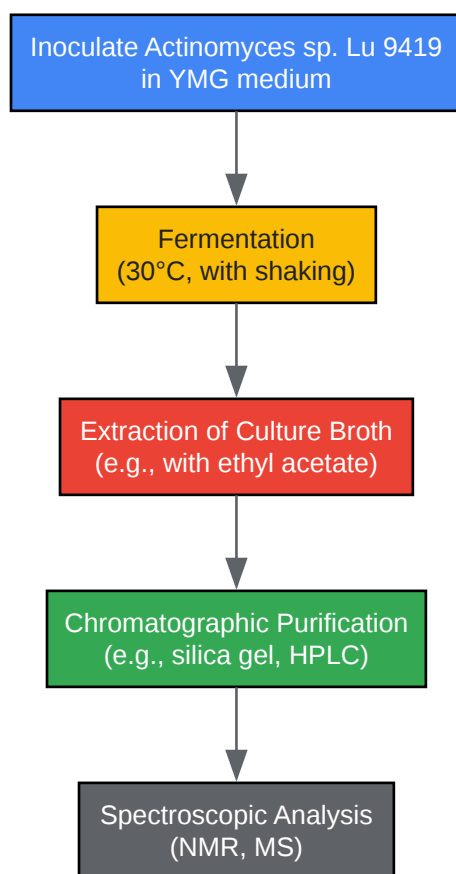 Inoculate Actinomyces sp. Lu 9419
in YMG medium
Fermentation
(30°C, with shaking)
Extraction of Culture Broth
(e.g., with ethyl acetate)
Chromatographic Purification
(e.g., silica gel, HPLC)
Spectroscopic Analysis
(NMR, MS)